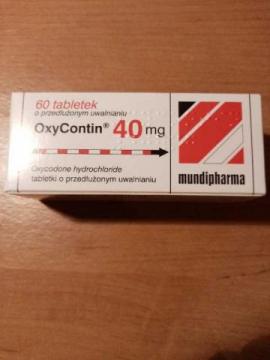 60 tabletek
o przedłużonym uwalnianiu
OxyContin® 40 mg
Oxycodone hydrochloride
tabletki o przedłużonym uwalnianiu
mundipharma